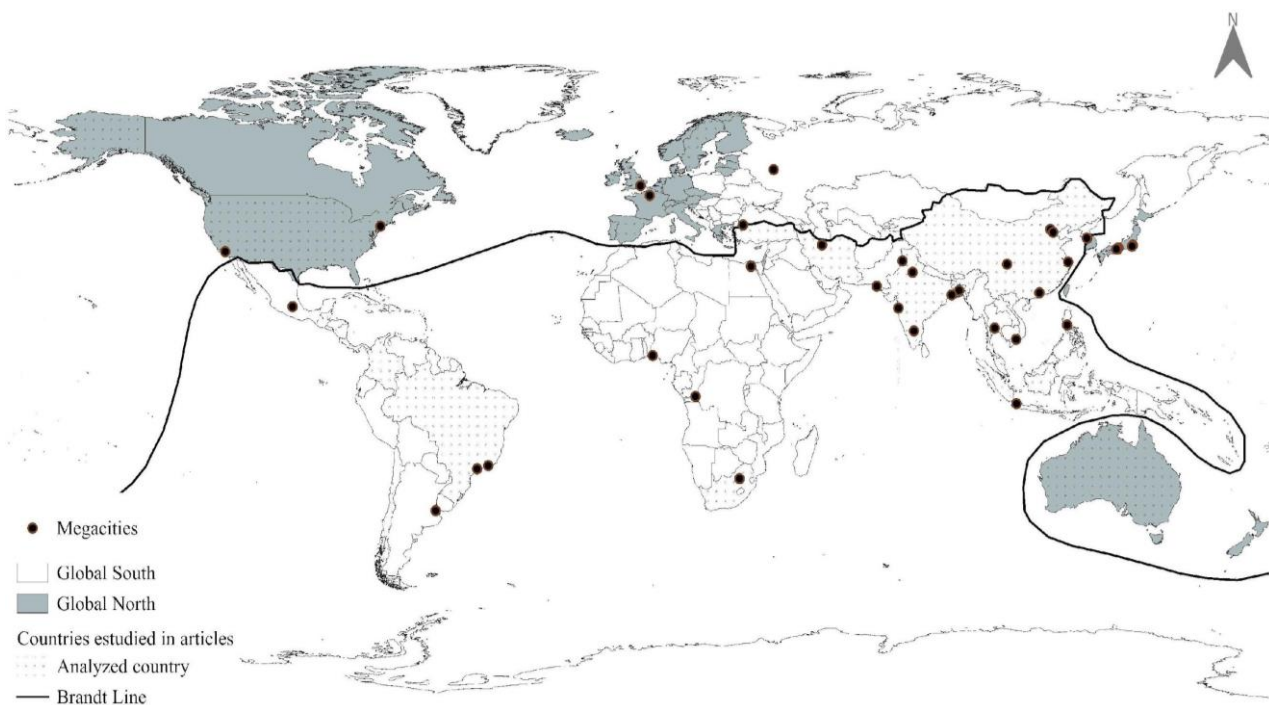 N
Megacities
Global South
Global North
Countries estudied in articles
Analyzed country
Brandt Line